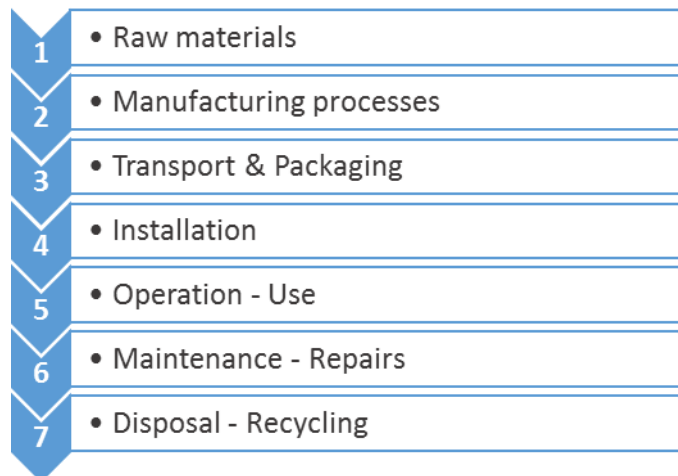 1 • Raw materials
2 • Manufacturing processes
3 • Transport & Packaging
4 • Installation
5 • Operation - Use
6 • Maintenance - Repairs
7 • Disposal - Recycling